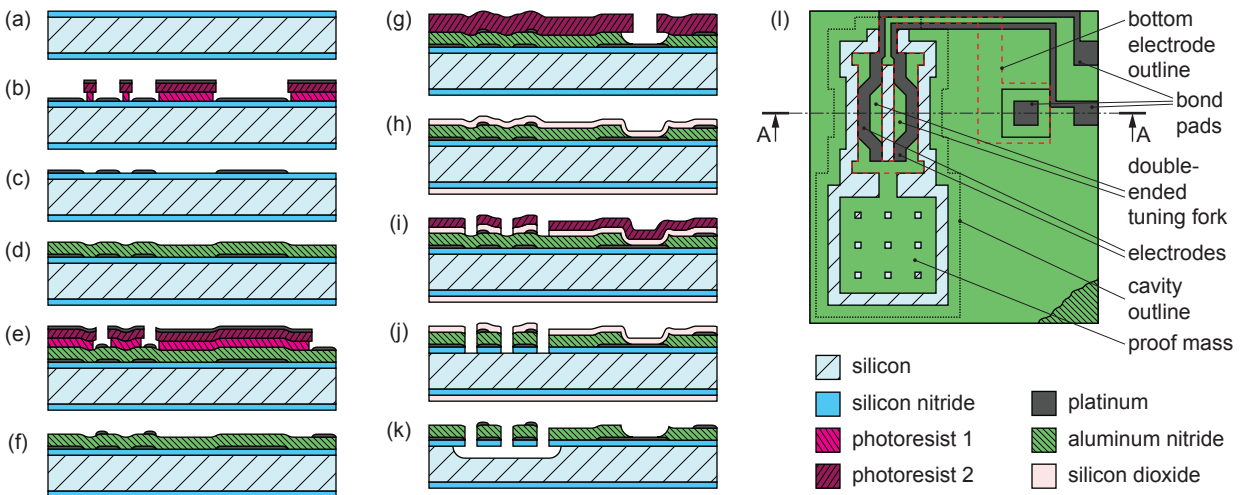 (a)
(b)
(c)
(d)
(e)
(f)
(g)
(h)
(i)
(j)
(k)
(l)
bottom
electrode
outline
bond
pads
A
A
double-
ended
tuning fork
electrodes
cavity
outline
proof mass
silicon
silicon nitride
photoresist 1
photoresist 2
platinum
aluminum nitride
silicon dioxide